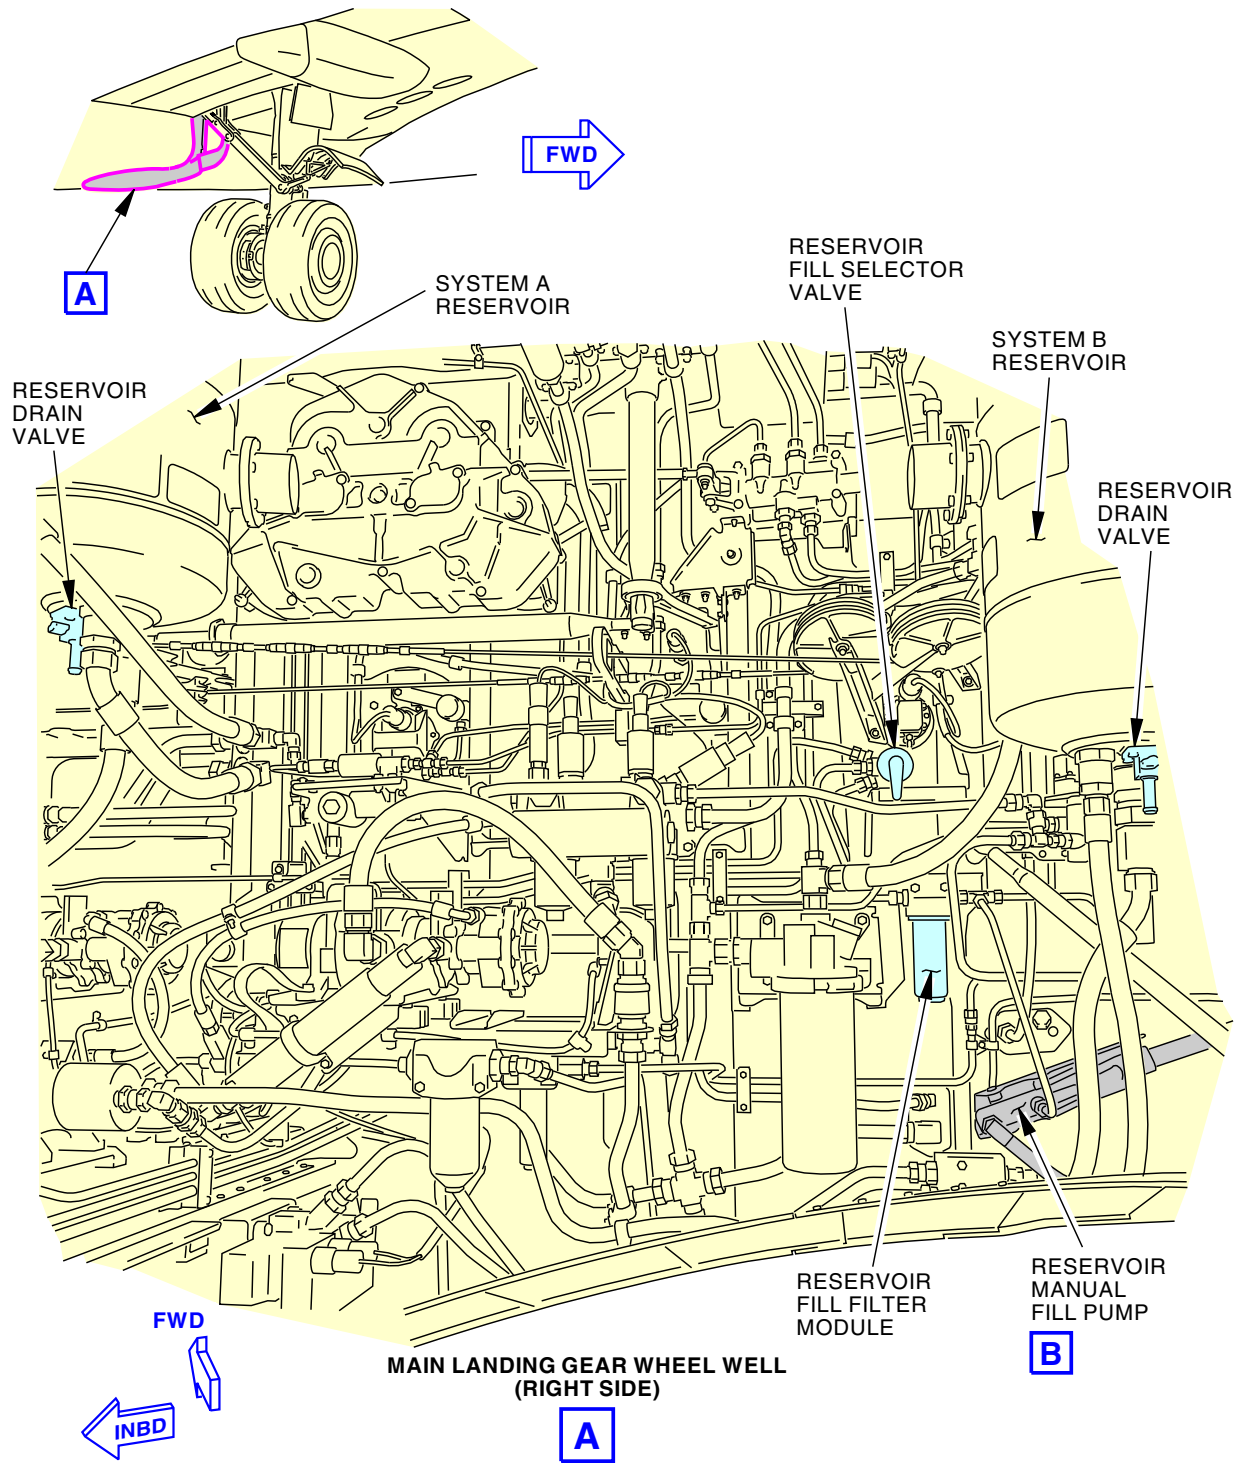 FWD
A
SYSTEM A
RESERVOIR
RESERVOIR
FILL SELECTOR
VALVE
SYSTEM B
RESERVOIR
RESERVOIR
DRAIN
VALVE
RESERVOIR
DRAIN
VALVE
RESERVOIR
FILL FILTER
MODULE
RESERVOIR
MANUAL
FILL PUMP
B
FWD
INBD
MAIN LANDING GEAR WHEEL WELL
(RIGHT SIDE)
A